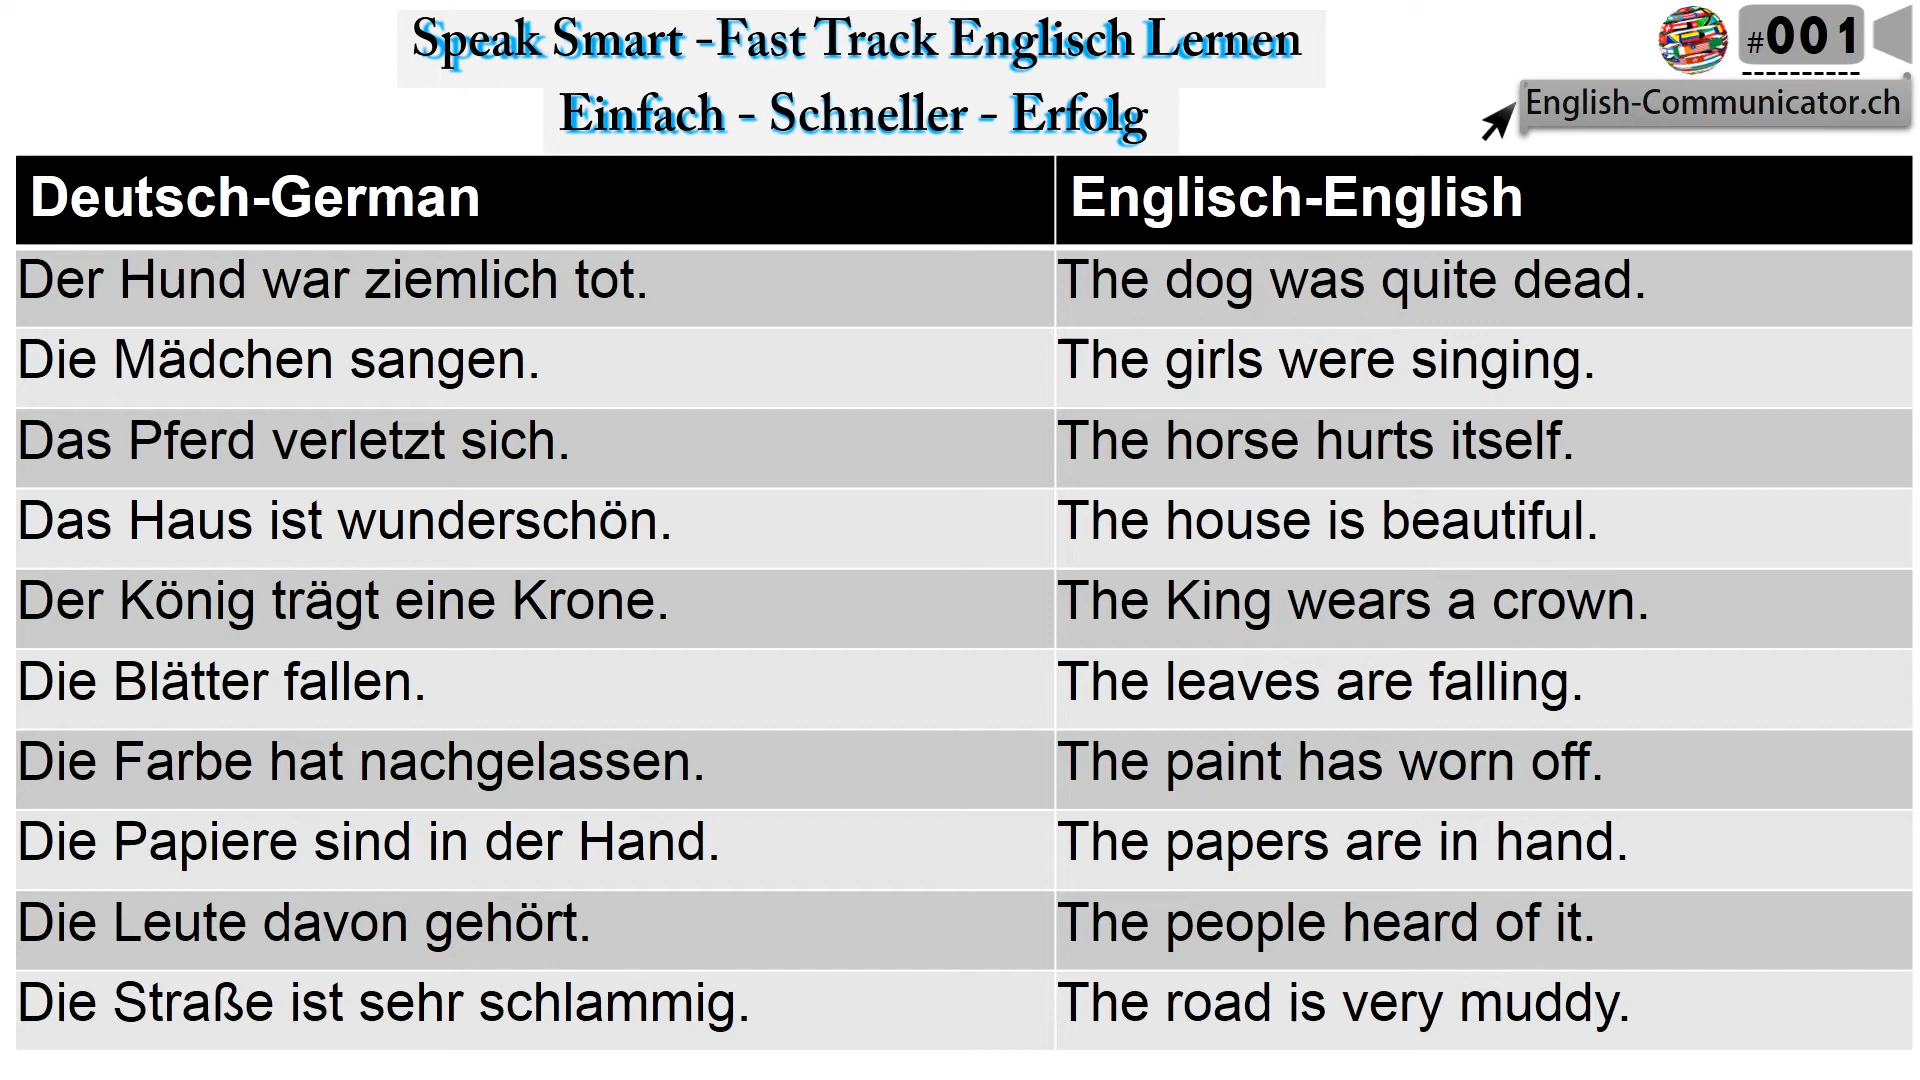 Speak Smart -Fast Track Englisch Lernen
Einfach - Schneller - Erfolg
#001
English-Communicator.ch
Deutsch-German Englisch-English
Der Hund war ziemlich tot. The dog was quite dead.
Die Mädchen sangen. The girls were singing.
Das Pferd verletzt sich. The horse hurts itself.
Das Haus ist wunderschön. The house is beautiful.
Der König trägt eine Krone. The King wears a crown.
Die Blätter fallen. The leaves are falling.
Die Farbe hat nachgelassen. The paint has worn off.
Die Papiere sind in der Hand. The papers are in hand.
Die Leute davon gehört. The people heard of it.
Die Straße ist sehr schlammig. The road is very muddy.